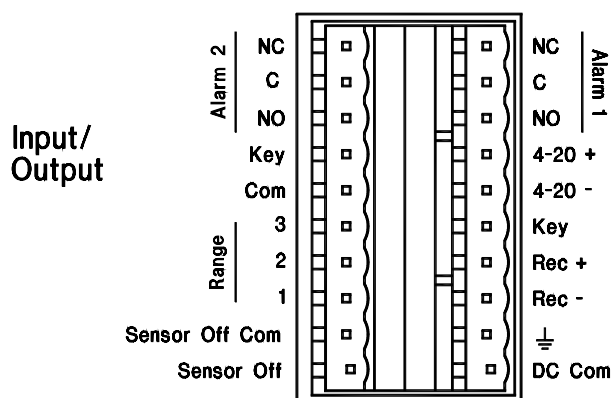 Input/
Output
Alarm 2
NC
C
NO
Key
Com
Range
3
2
1
Sensor Off Com
Sensor Off
NC
C
NO
Alarm 1
4-20 +
4-20 -
Key
Rec +
Rec -
DC Com